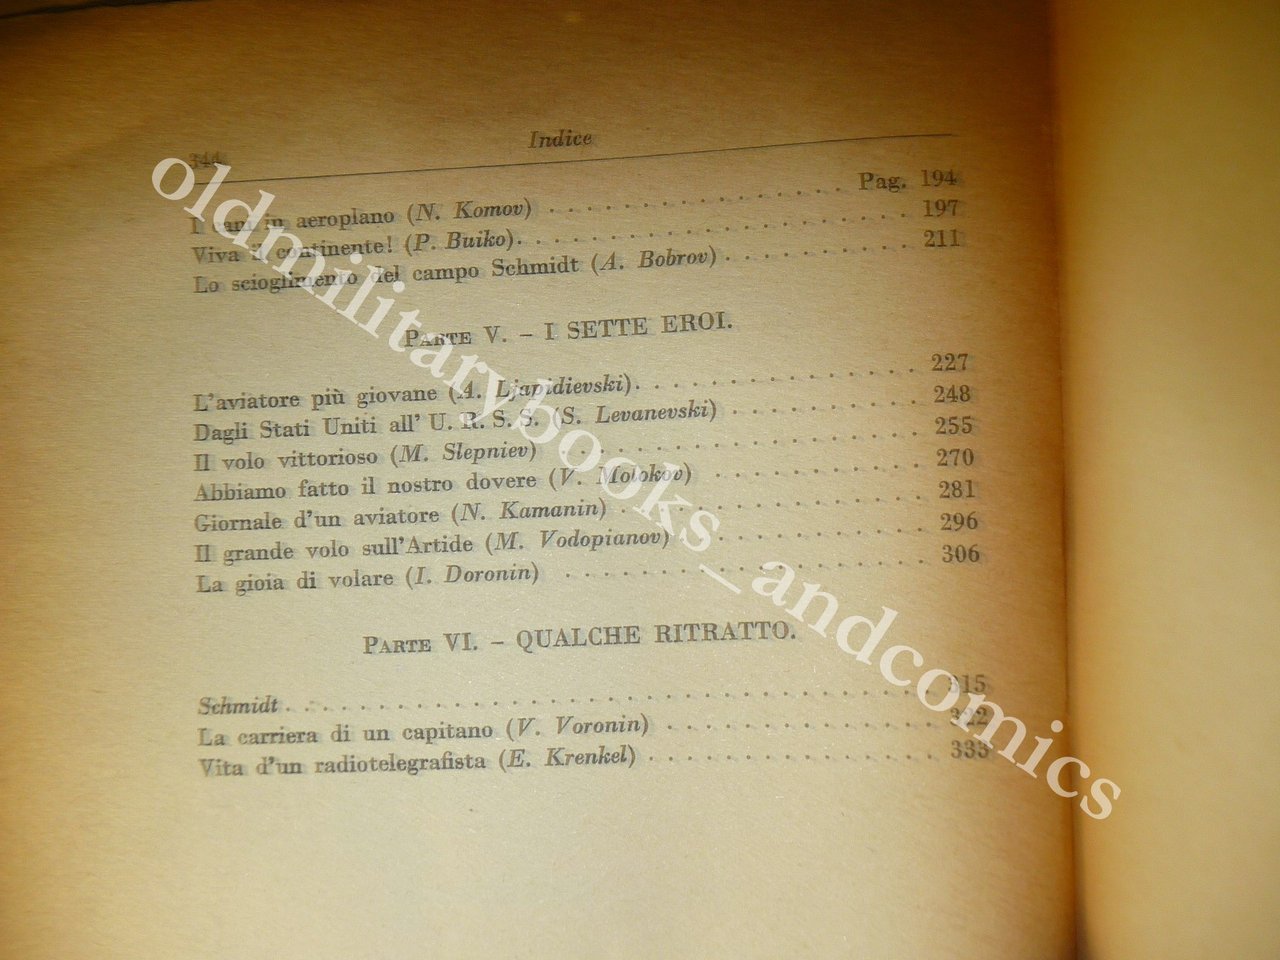 344 Indice
I cani in aeroplano (N. Komov) . . . . . . . . . . . . . Pag. 194
Viva il continente! (P. Buiko). . . . . . . . . . . . . . . . . 197
Lo scioglimento del campo Schmidt (A. Bobrov) . . . . . . . . 211
PARTE V. – I SETTE EROI.
L'aviatore più giovane (A. Ljapidievski). . . . . . . . . . . . 227
Dagli Stati Uniti all' U. R. S. S. (S. Levanevski) . . . . . . . . 248
Il volo vittorioso (M. Slepniev) . . . . . . . . . . . . . . . . 255
Abbiamo fatto il nostro dovere (V. Molokov) . . . . . . . . . 270
Giornale d'un aviatore (N. Kamanin) . . . . . . . . . . . . . 281
Il grande volo sull'Artide (M. Vodopianov) . . . . . . . . . . 296
La gioia di volare (I. Doronin) . . . . . . . . . . . . . . . . 306
PARTE VI. – QUALCHE RITRATTO.
Schmidt . . . . . . . . . . . . . . . . . . . . . . . . . . . . 315
La carriera di un capitano (V. Voronin) . . . . . . . . . . . . 322
Vita d'un radiotelegrafista (E. Krenkel) . . . . . . . . . . . . 333
oldmilitarybooks_andcomics